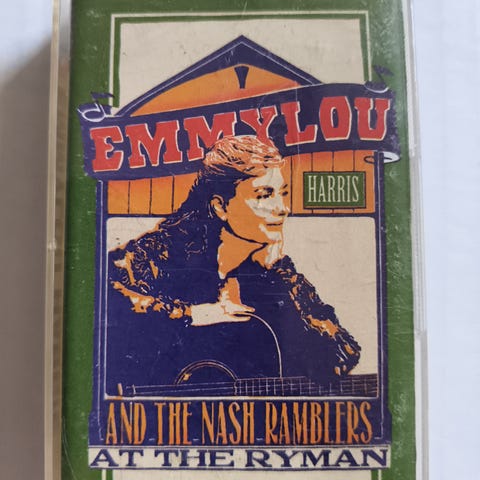 EMMYLOU
HARRIS
AND THE NASH RAMBLERS
AT THE RYMAN